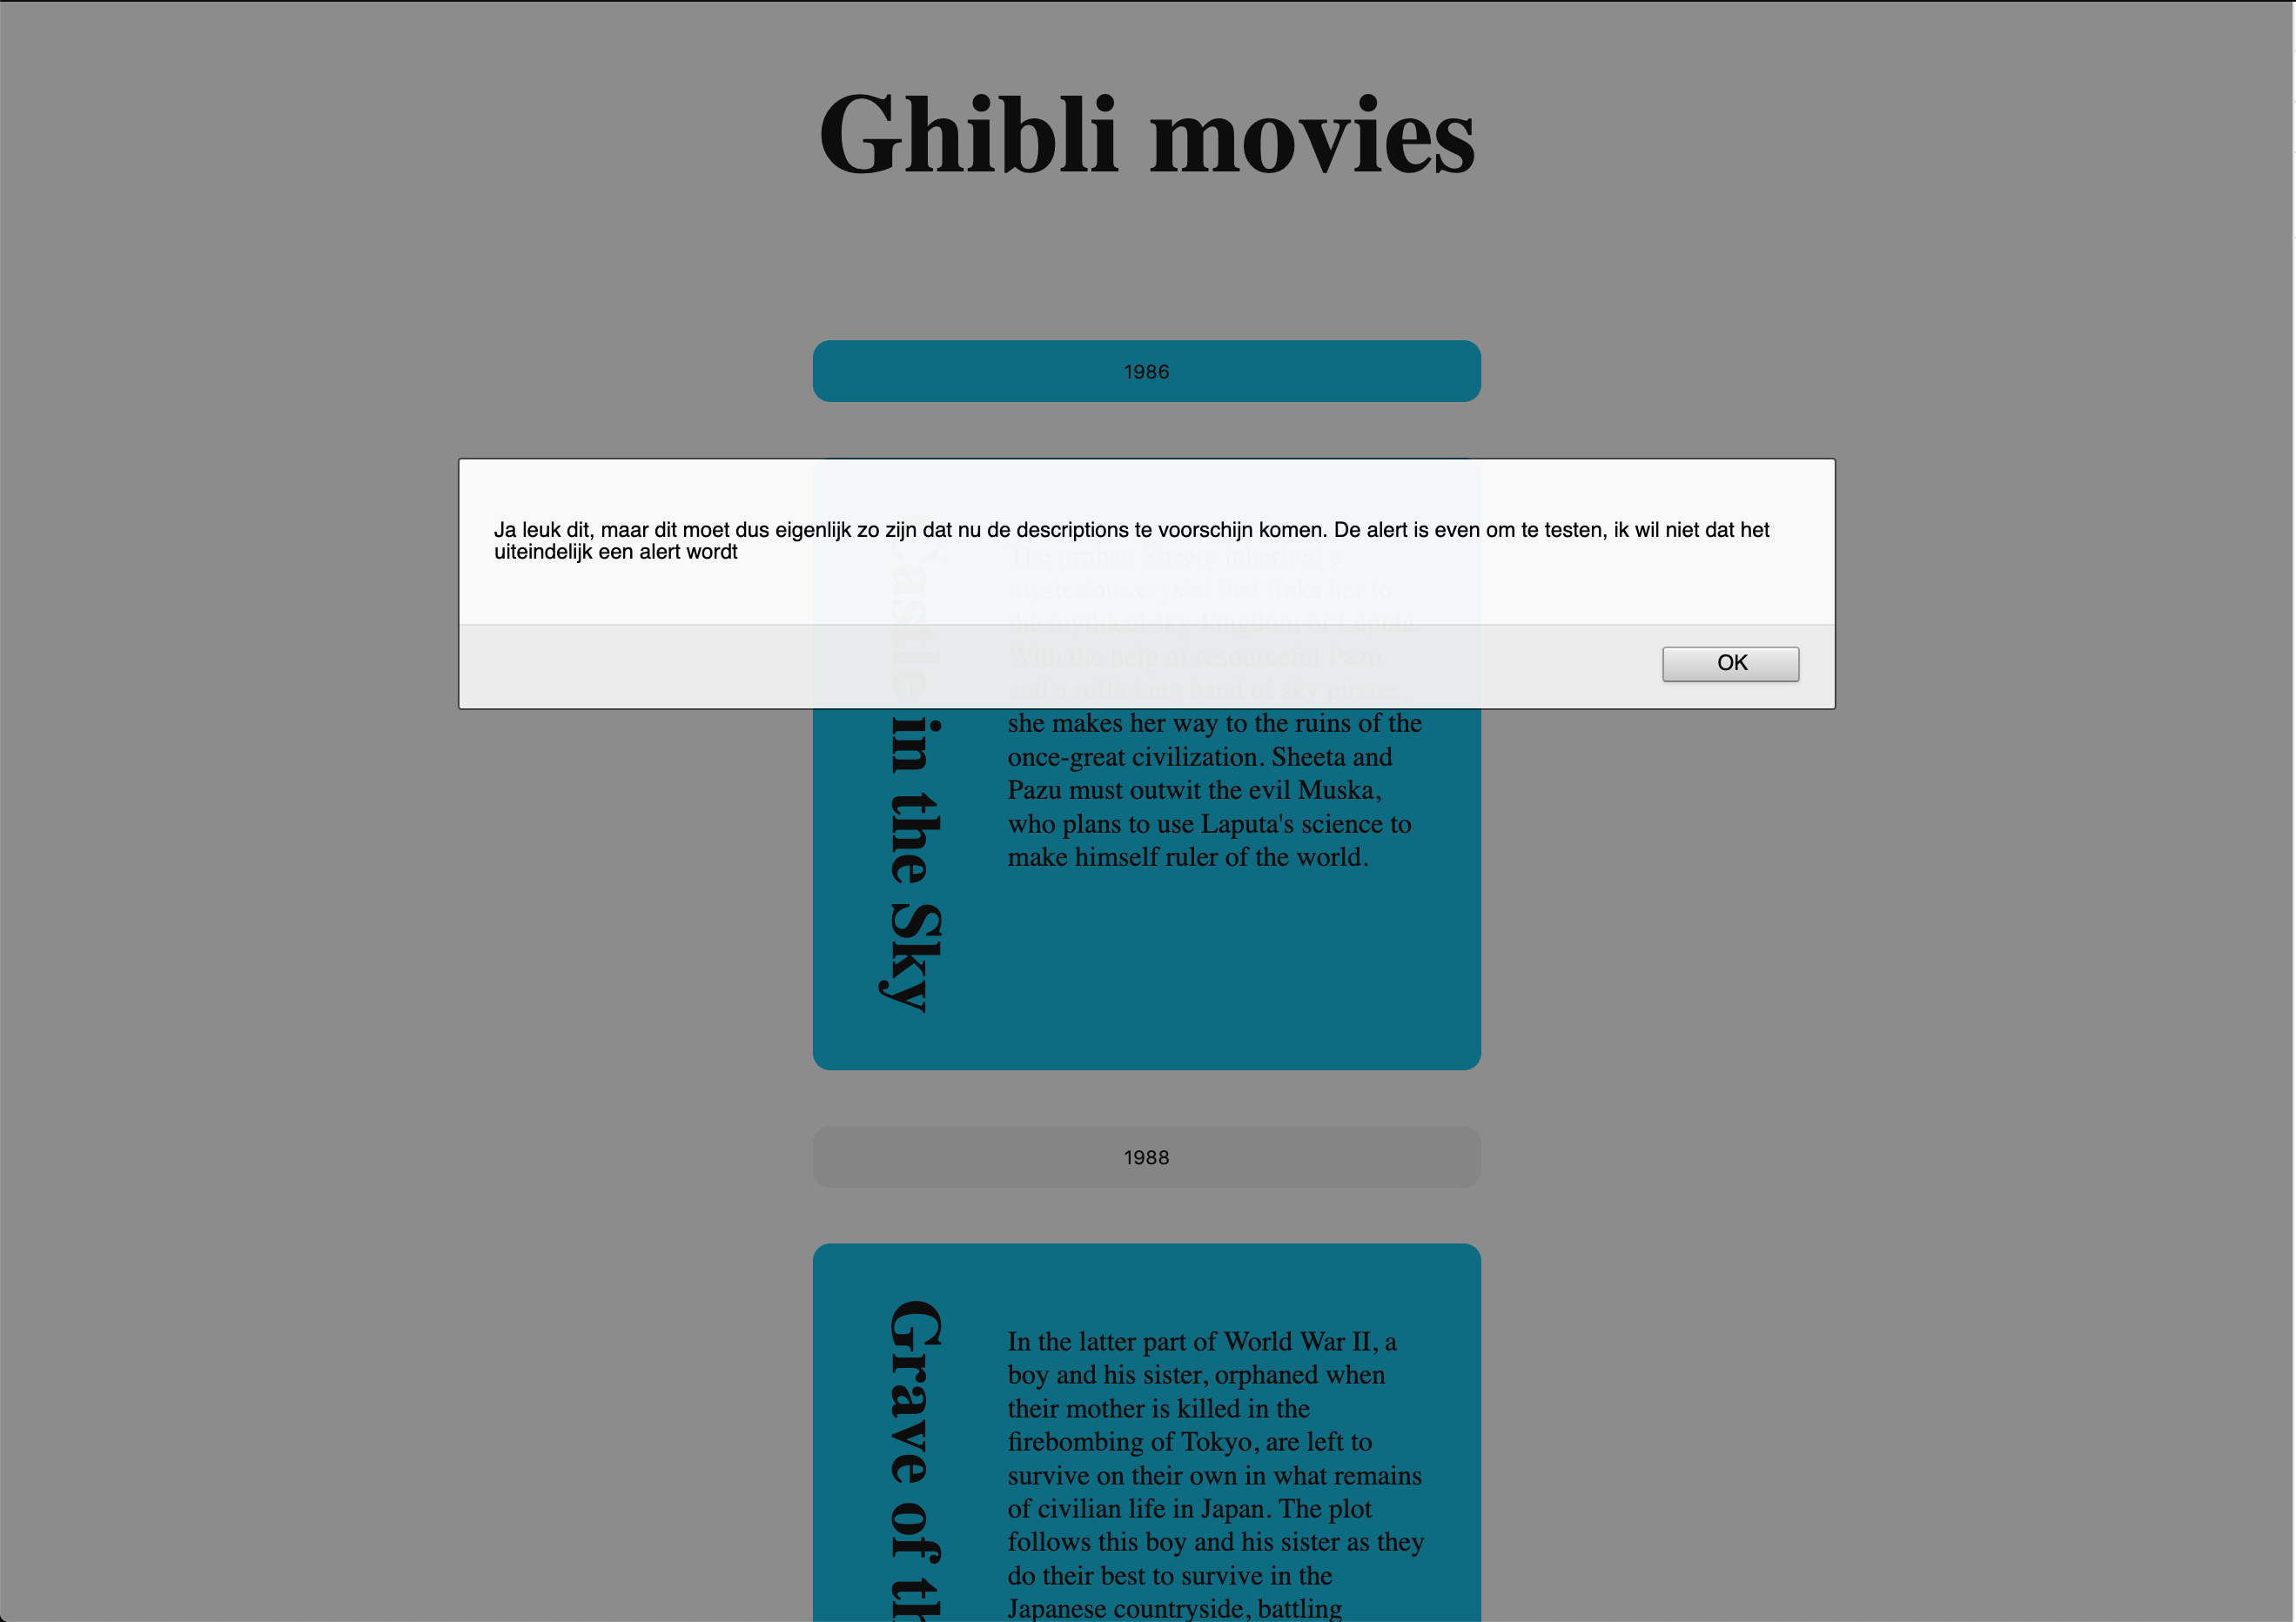 Ghibli movies
1986
Ja leuk dit, maar dit moet dus eigenlijk zo zijn dat nu de descriptions te voorschijn komen. De alert is even om te testen, ik wil niet dat het
uiteindelijk een alert wordt
OK
Castle in the Sky
The orphan Sheeta inherited a
mysterious crystal that links her to
the mythical sky-kingdom of Laputa.
With the help of resourceful Pazu
and a rollicking band of sky pirates,
she makes her way to the ruins of the
once-great civilization. Sheeta and
Pazu must outwit the evil Muska,
who plans to use Laputa's science to
make himself ruler of the world.
1988
Grave of th
In the latter part of World War II, a
boy and his sister, orphaned when
their mother is killed in the
firebombing of Tokyo, are left to
survive on their own in what remains
of civilian life in Japan. The plot
follows this boy and his sister as they
do their best to survive in the
Japanese countryside, battling